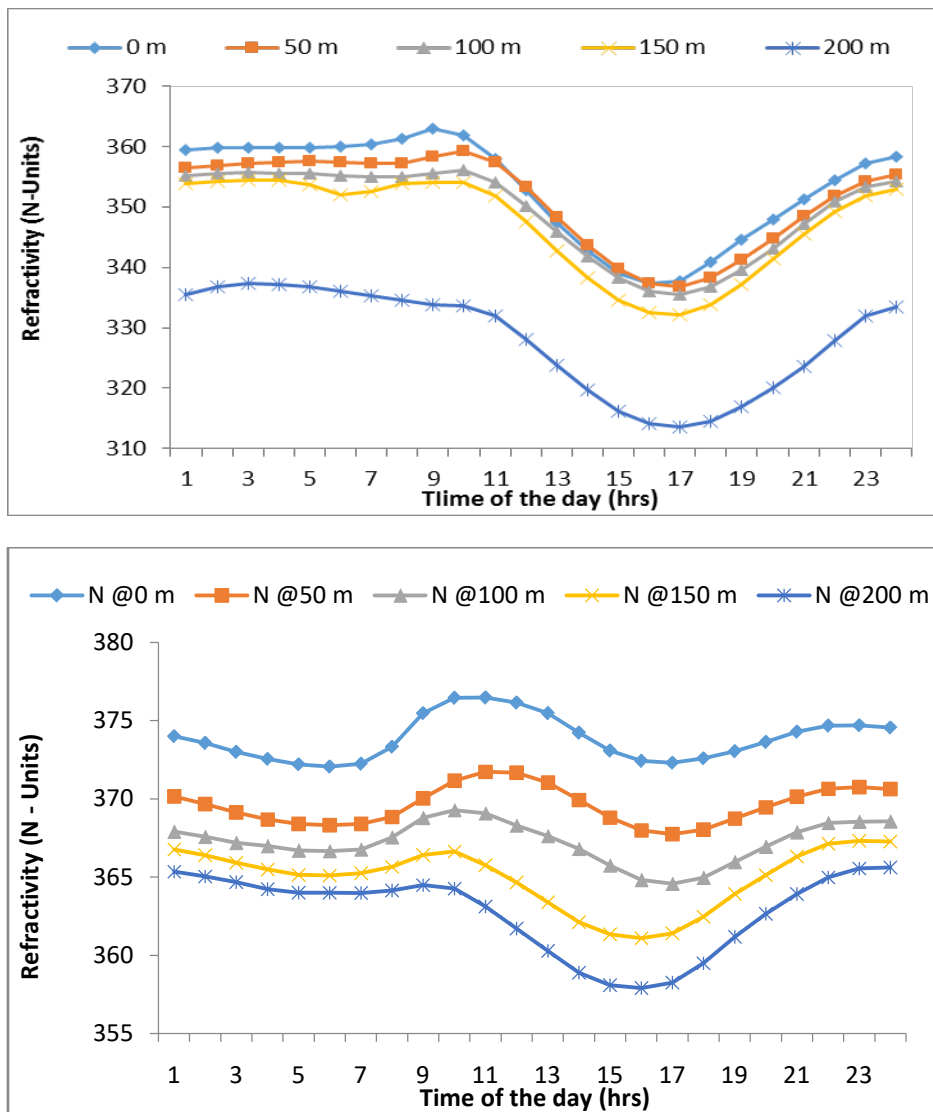 0 m 50 m 100 m 150 m 200 m
370
360
350
340
330
320
310
Refractivity (N-Units)
1 3 5 7 9 11 13 15 17 19 21 23
TIime of the day (hrs)
N @0 m N @50 m N @100 m N @150 m N @200 m
380
375
370
365
360
355
Refractivity (N - Units)
1 3 5 7 9 11 13 15 17 19 21 23
Time of the day (hrs)